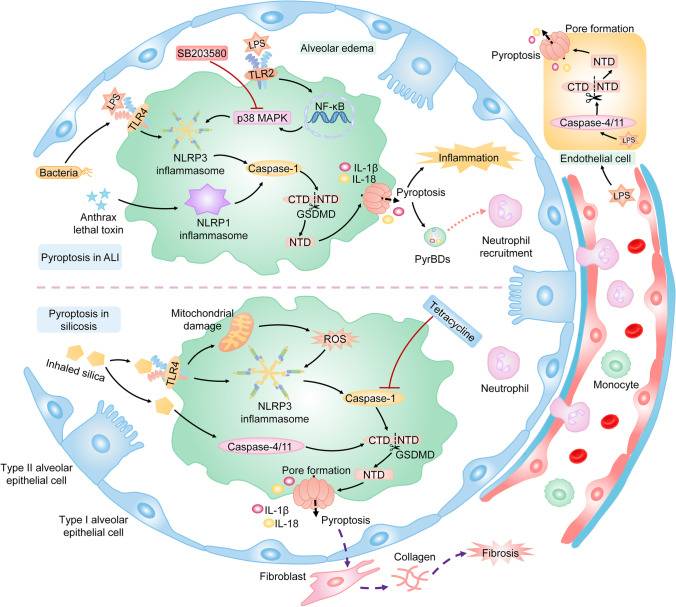 SB203580
LPS
TLR2
Alveolar edema
LPS
TLR4
p38 MAPK
NF-κB
Bacteria
NLRP3
inflammasome
Caspase-1
Anthrax
lethal toxin
NLRP1
inflammasome
CTD NTD
GSDMD
NTD
IL-1β
IL-18
Pyroptosis
Inflammation
PyrBDs
Neutrophil
recruitment
Pyroptosis in ALI
Pore formation
Pyroptosis
NTD
CTD NTD
Caspase-4/11
LPS
Endothelial cell
LPS
Pyroptosis in
silicosis
Mitochondrial
damage
ROS
Tetracycline
Inhaled silica
TLR4
NLRP3
inflammasome
Caspase-1
Caspase-4/11
CTD NTD
GSDMD
NTD
Pore formation
IL-1β
IL-18
Pyroptosis
Neutrophil
Monocyte
Type II alveolar
epithelial cell
Type I alveolar
epithelial cell
Fibroblast
Collagen
Fibrosis